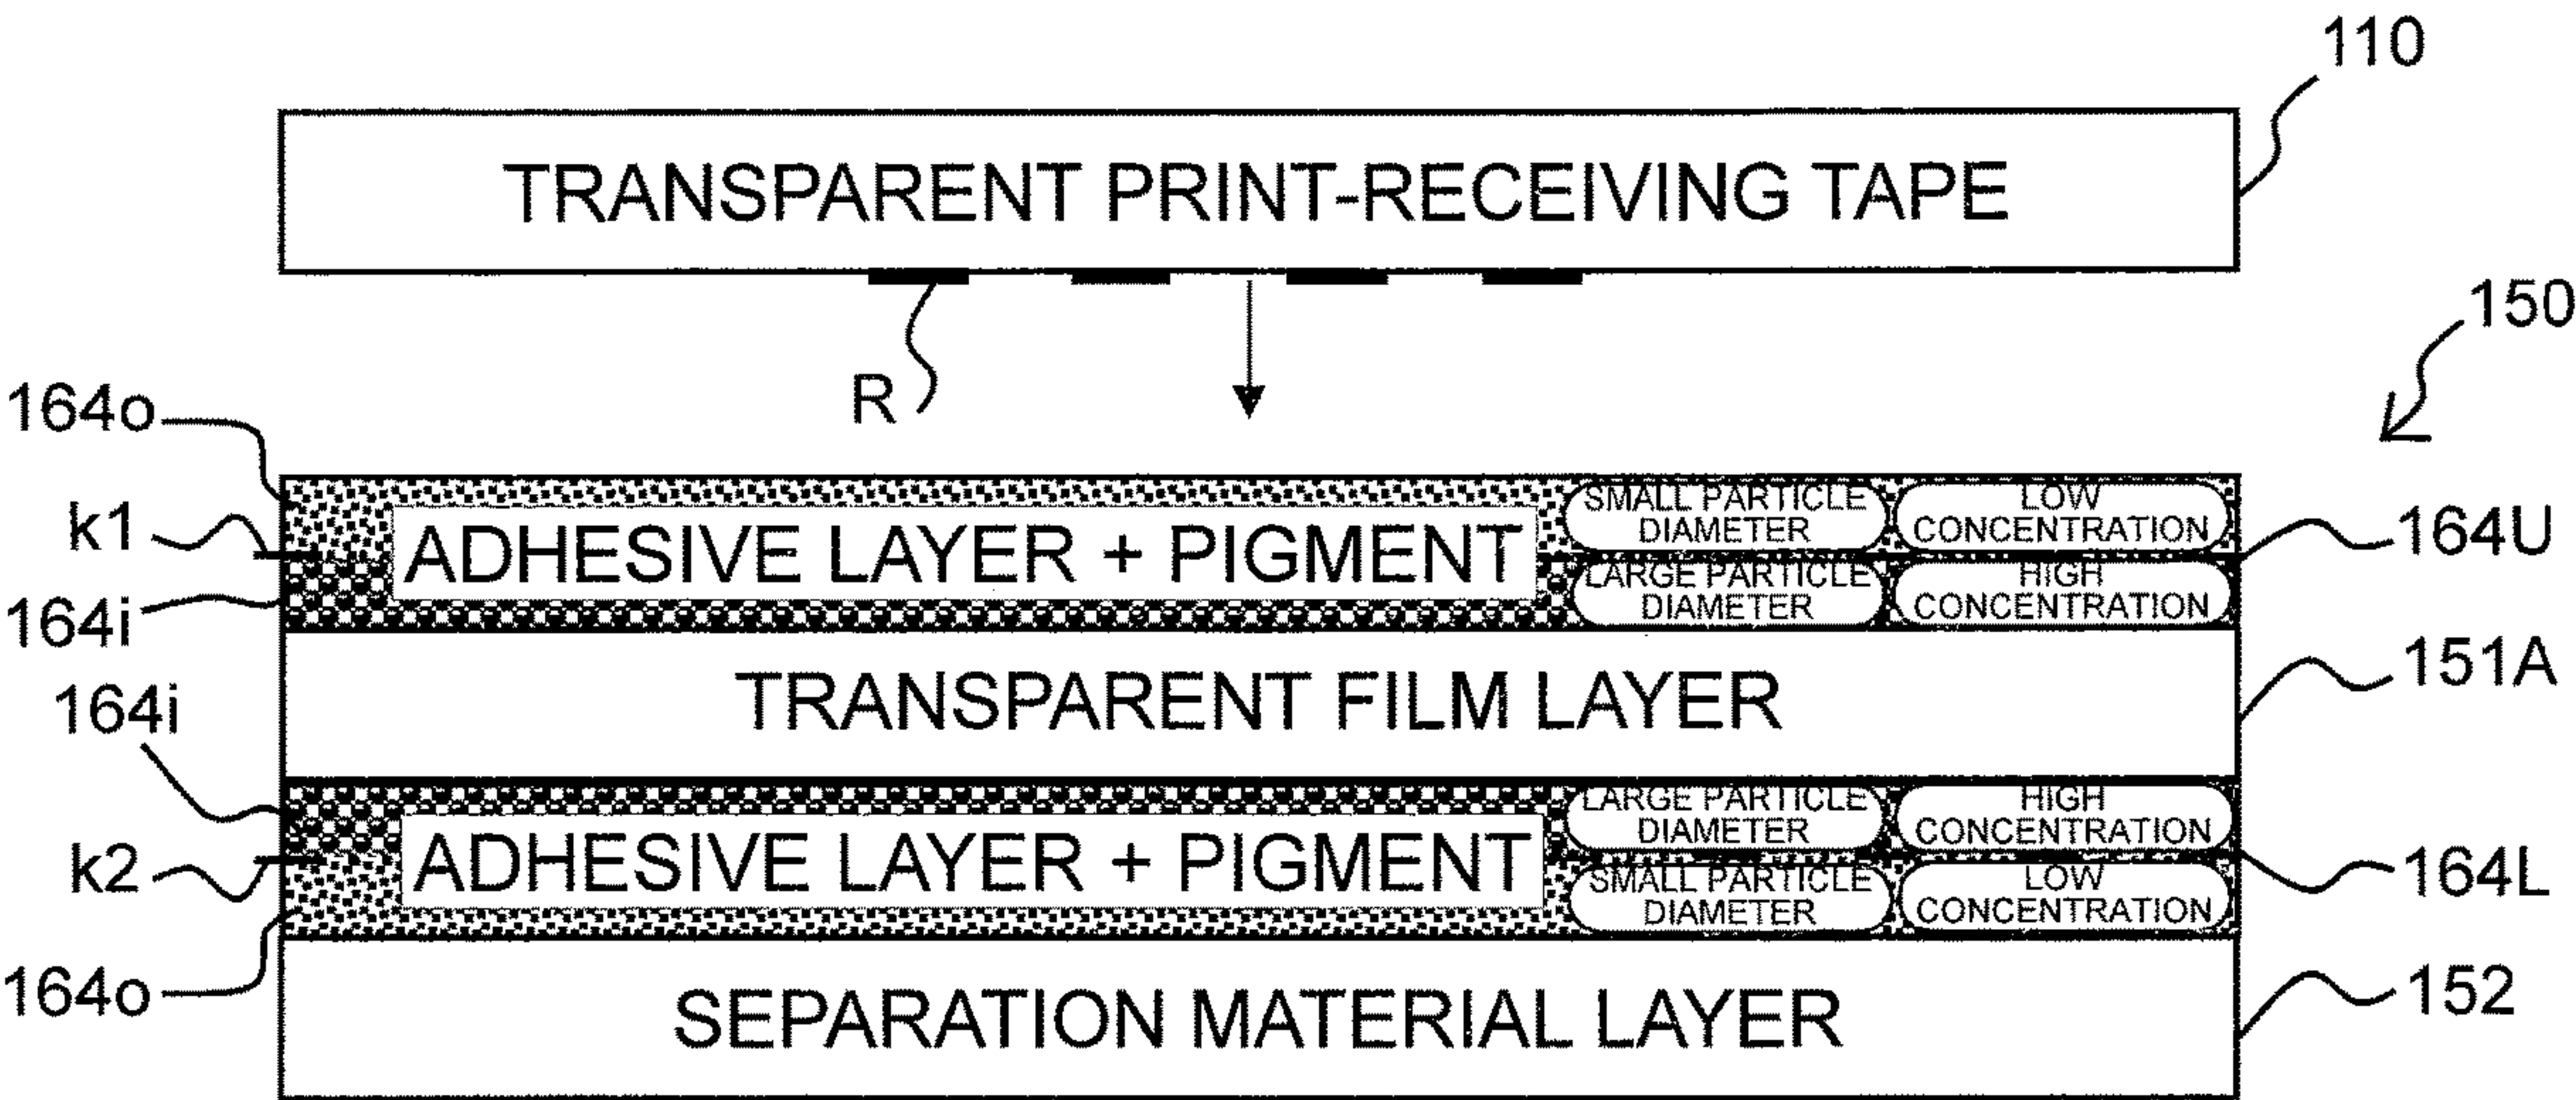 110
TRANSPARENT PRINT-RECEIVING TAPE
150
R
164o
k1
164i
ADHESIVE LAYER + PIGMENT
SMALL PARTICLE
DIAMETER
LOW
CONCENTRATION
LARGE PARTICLE
DIAMETER
HIGH
CONCENTRATION
164U
TRANSPARENT FILM LAYER
151A
164i
k2
164o
ADHESIVE LAYER + PIGMENT
LARGE PARTICLE
DIAMETER
HIGH
CONCENTRATION
SMALL PARTICLE
DIAMETER
LOW
CONCENTRATION
164L
SEPARATION MATERIAL LAYER
152